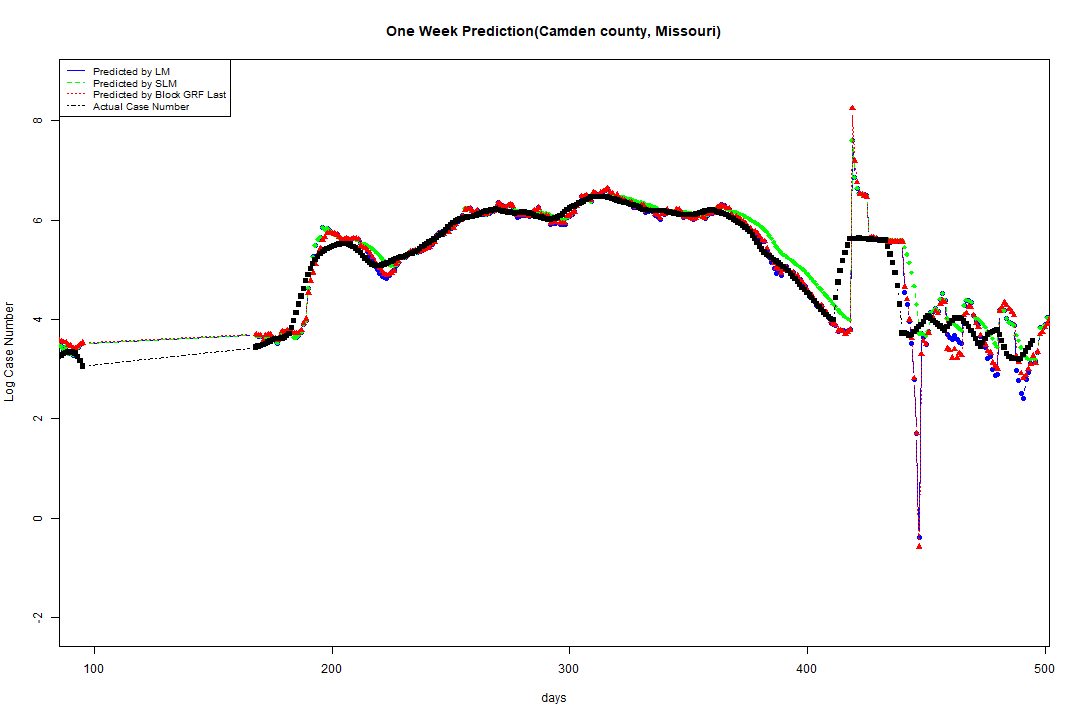 One Week Prediction(Camden county, Missouri)
Predicted by LM
Predicted by SLM
Predicted by Block GRF Last
Actual Case Number
8
6
4
2
0
-2
Log Case Number
100 200 300 400 500
days